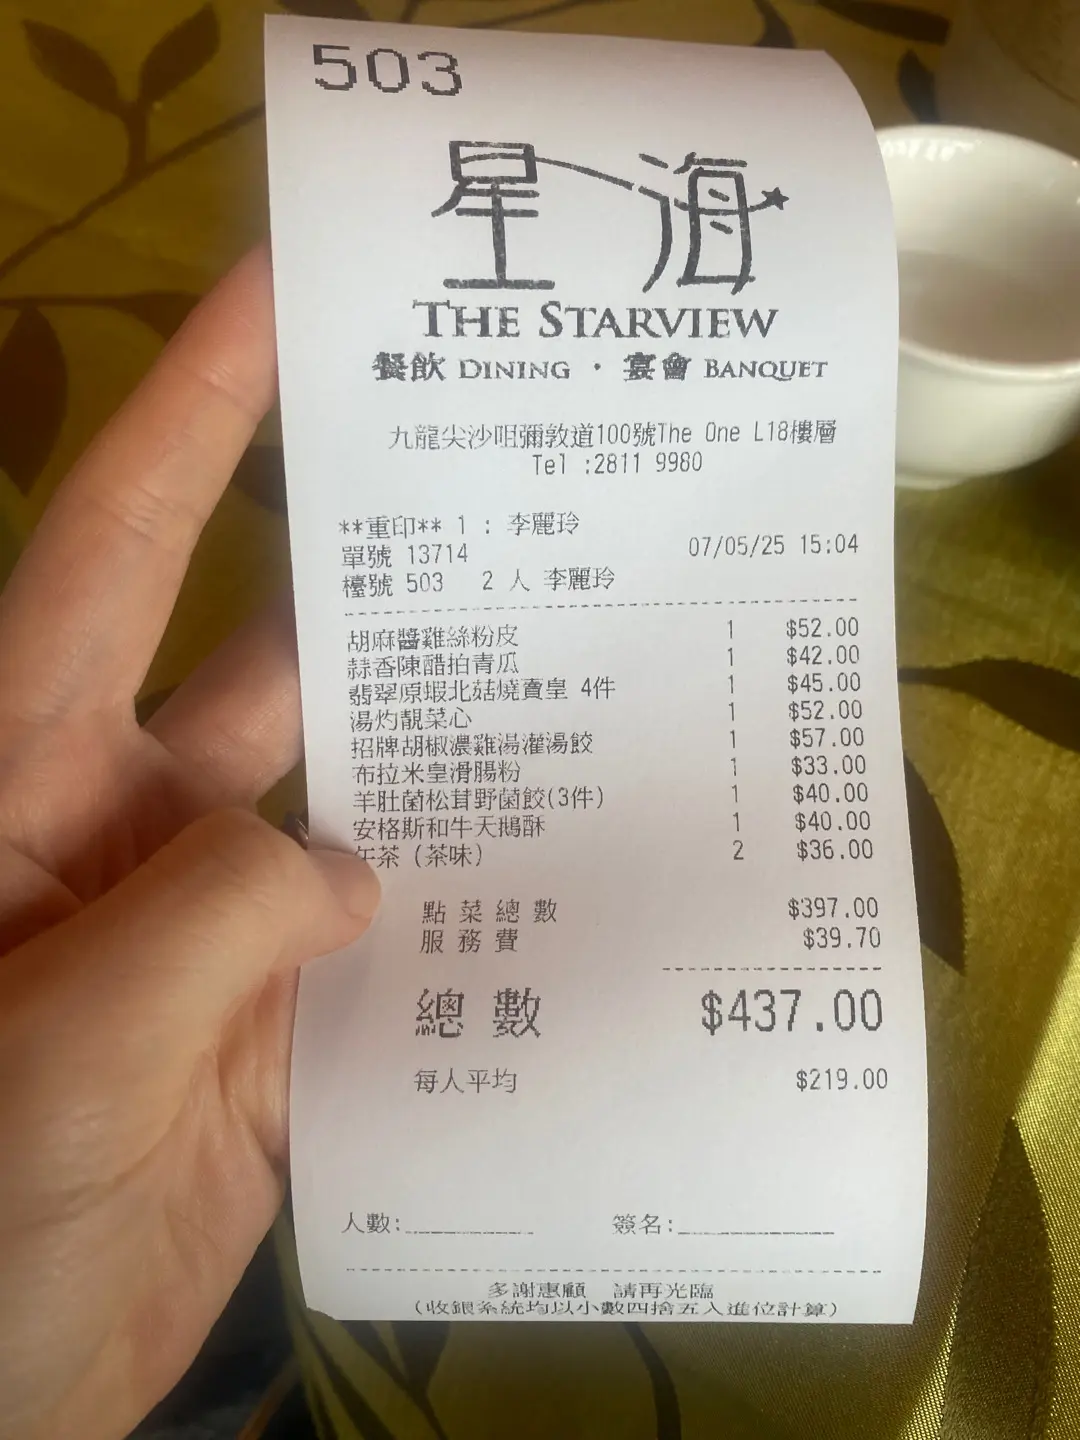 503
星海
THE STARVIEW
餐飲 DINING · 宴會 BANQUET
九龍尖沙咀彌敦道100號The One L18樓層
Tel :2811 9980
**重印** 1 : 李麗玲
單號 13714 07/05/25 15:04
檯號 503 2 人 李麗玲
胡麻醬雞絲粉皮 1 $52.00
蒜香陳醋拍青瓜 1 $42.00
翡翠原蝦北菇燒賣皇 4件 1 $45.00
湯灼靚菜心 1 $52.00
招牌胡椒濃雞湯灌湯餃 1 $57.00
布拉米皇滑腸粉 1 $33.00
羊肚菌松茸野菌餃(3件) 1 $40.00
安格斯和牛天鵝酥 1 $40.00
午茶 (茶味) 2 $36.00
點菜總數 $397.00
服務費 $39.70
總數 $437.00
每人平均 $219.00
人數:__________ 簽名:____________
多謝惠顧 請再光臨
(收銀系統均以小數四捨五入進位計算)